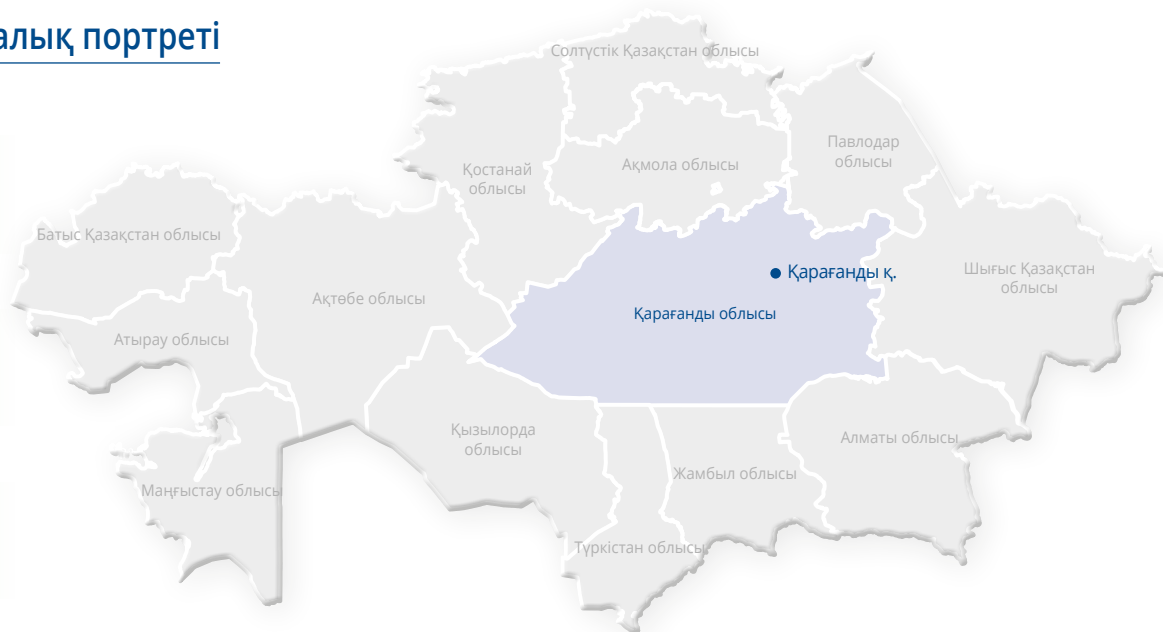 алық портреті
Солтүстік Қазақстан облысы
Павлодар
облысы
Қостанай
облысы
Ақмола облысы
Батыс Қазақстан облысы
Қарағанды қ.
Шығыс Қазақстан
облысы
Ақтөбе облысы
Қарағанды облысы
Атырау облысы
Қызылорда
облысы
Алматы облысы
Жамбыл облысы
Маңғыстау облысы
Түркістан облысы